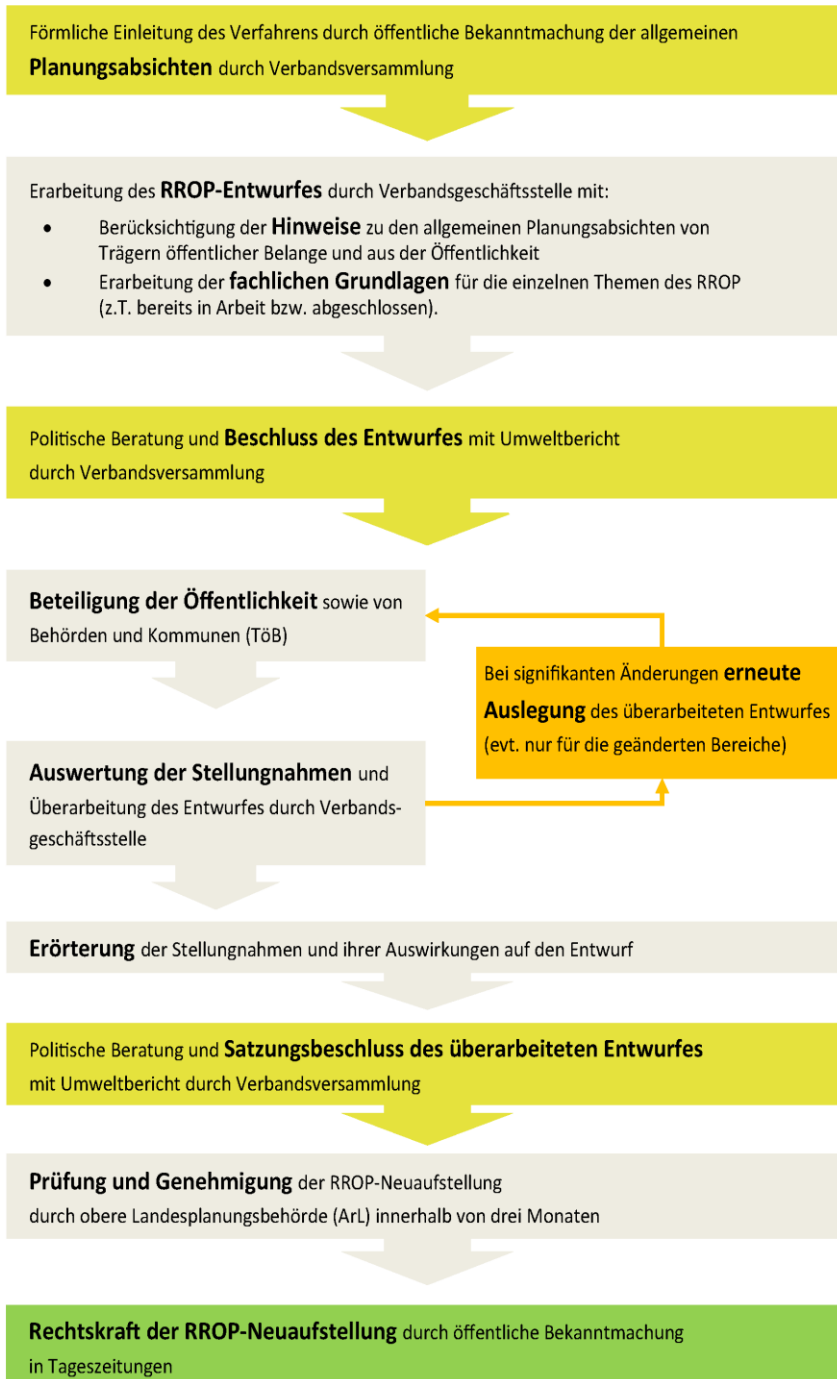 Förmliche Einleitung des Verfahrens durch öffentliche Bekanntmachung der allgemeinen
Planungsabsichten durch Verbandsversammlung
Erarbeitung des RROP-Entwurfes durch Verbandsgeschäftsstelle mit:
• Berücksichtigung der Hinweise zu den allgemeinen Planungsabsichten von
Trägern öffentlicher Belange und aus der Öffentlichkeit
• Erarbeitung der fachlichen Grundlagen für die einzelnen Themen des RROP
(z.T. bereits in Arbeit bzw. abgeschlossen).
Politische Beratung und Beschluss des Entwurfes mit Umweltbericht
durch Verbandsversammlung
Beteiligung der Öffentlichkeit sowie von
Behörden und Kommunen (TöB)
Bei signifikanten Änderungen erneute
Auslegung des überarbeiteten Entwurfes
(evt. nur für die geänderten Bereiche)
Auswertung der Stellungnahmen und
Überarbeitung des Entwurfes durch Verbands-
geschäftsstelle
Erörterung der Stellungnahmen und ihrer Auswirkungen auf den Entwurf
Politische Beratung und Satzungsbeschluss des überarbeiteten Entwurfes
mit Umweltbericht durch Verbandsversammlung
Prüfung und Genehmigung der RROP-Neuaufstellung
durch obere Landesplanungsbehörde (ArL) innerhalb von drei Monaten
Rechtskraft der RROP-Neuaufstellung durch öffentliche Bekanntmachung
in Tageszeitungen